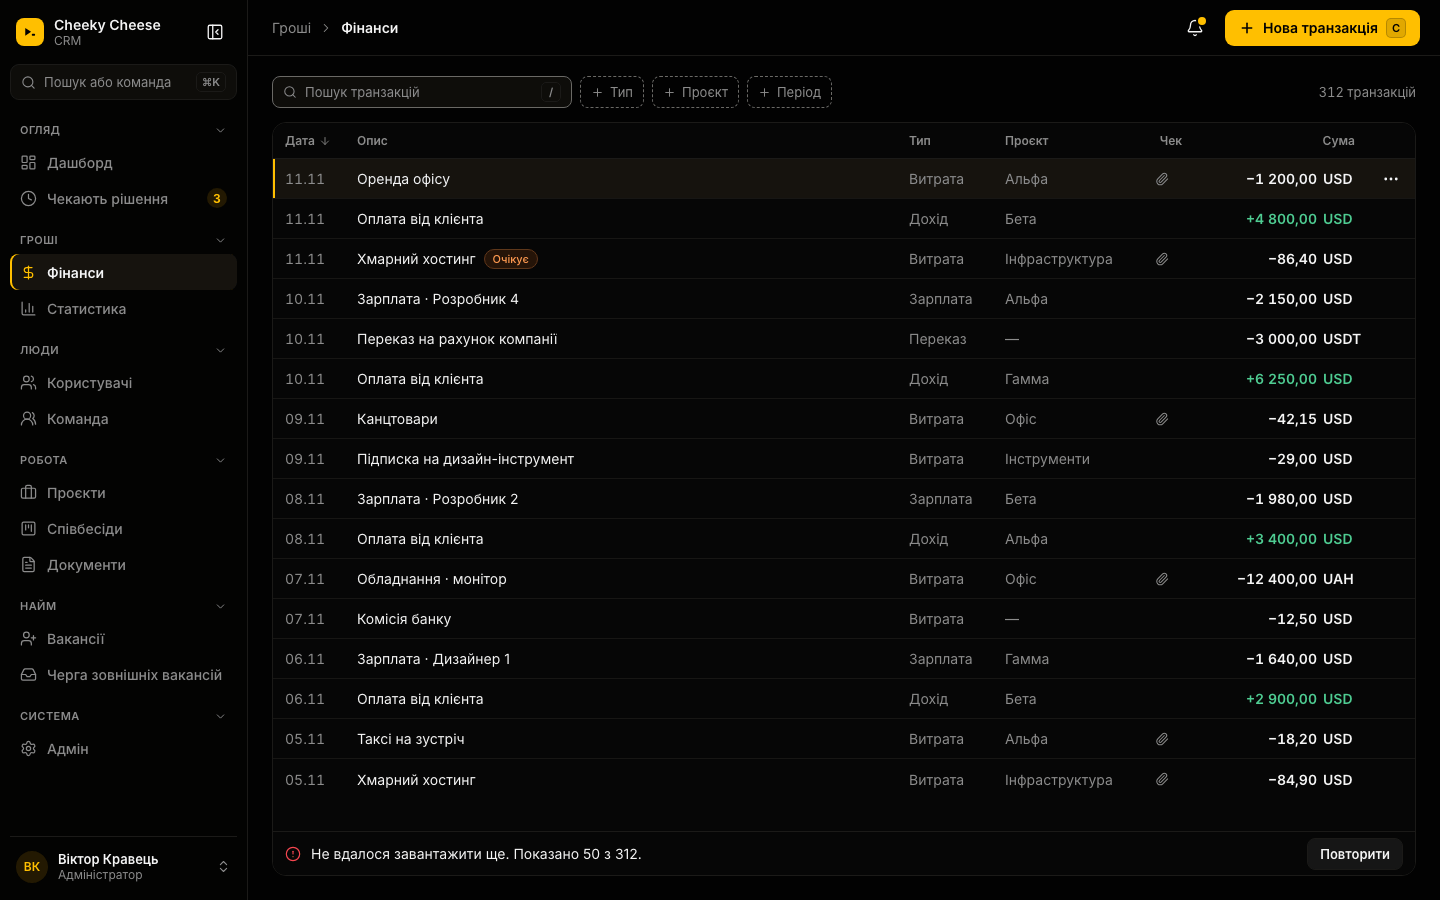 Cheeky Cheese
CRM
Пошук або команда ⌘K
ОГЛЯД
Дашборд
Чекають рішення 3
ГРОШІ
Фінанси
Статистика
ЛЮДИ
Користувачі
Команда
РОБОТА
Проєкти
Співбесіди
Документи
НАЙМ
Вакансії
Черга зовнішніх вакансій
СИСТЕМА
Адмін
ВК Віктор Кравець
Адміністратор
Гроші Фінанси
Нова транзакція C
Пошук транзакцій /
Тип
Проєкт
Період
312 транзакцій
Дата Опис Тип Проєкт Чек Сума
11.11 Оренда офісу Витрата Альфа −1 200,00 USD
11.11 Оплата від клієнта Дохід Бета +4 800,00 USD
11.11 Хмарний хостинг Очікує Витрата Інфраструктура −86,40 USD
10.11 Зарплата · Розробник 4 Зарплата Альфа −2 150,00 USD
10.11 Переказ на рахунок компанії Переказ — −3 000,00 USDT
10.11 Оплата від клієнта Дохід Гамма +6 250,00 USD
09.11 Канцтовари Витрата Офіс −42,15 USD
09.11 Підписка на дизайн-інструмент Витрата Інструменти −29,00 USD
08.11 Зарплата · Розробник 2 Зарплата Бета −1 980,00 USD
08.11 Оплата від клієнта Дохід Альфа +3 400,00 USD
07.11 Обладнання · монітор Витрата Офіс −12 400,00 UAH
07.11 Комісія банку Витрата — −12,50 USD
06.11 Зарплата · Дизайнер 1 Зарплата Гамма −1 640,00 USD
06.11 Оплата від клієнта Дохід Бета +2 900,00 USD
05.11 Таксі на зустріч Витрата Альфа −18,20 USD
05.11 Хмарний хостинг Витрата Інфраструктура −84,90 USD
Не вдалося завантажити ще. Показано 50 з 312.
Повторити